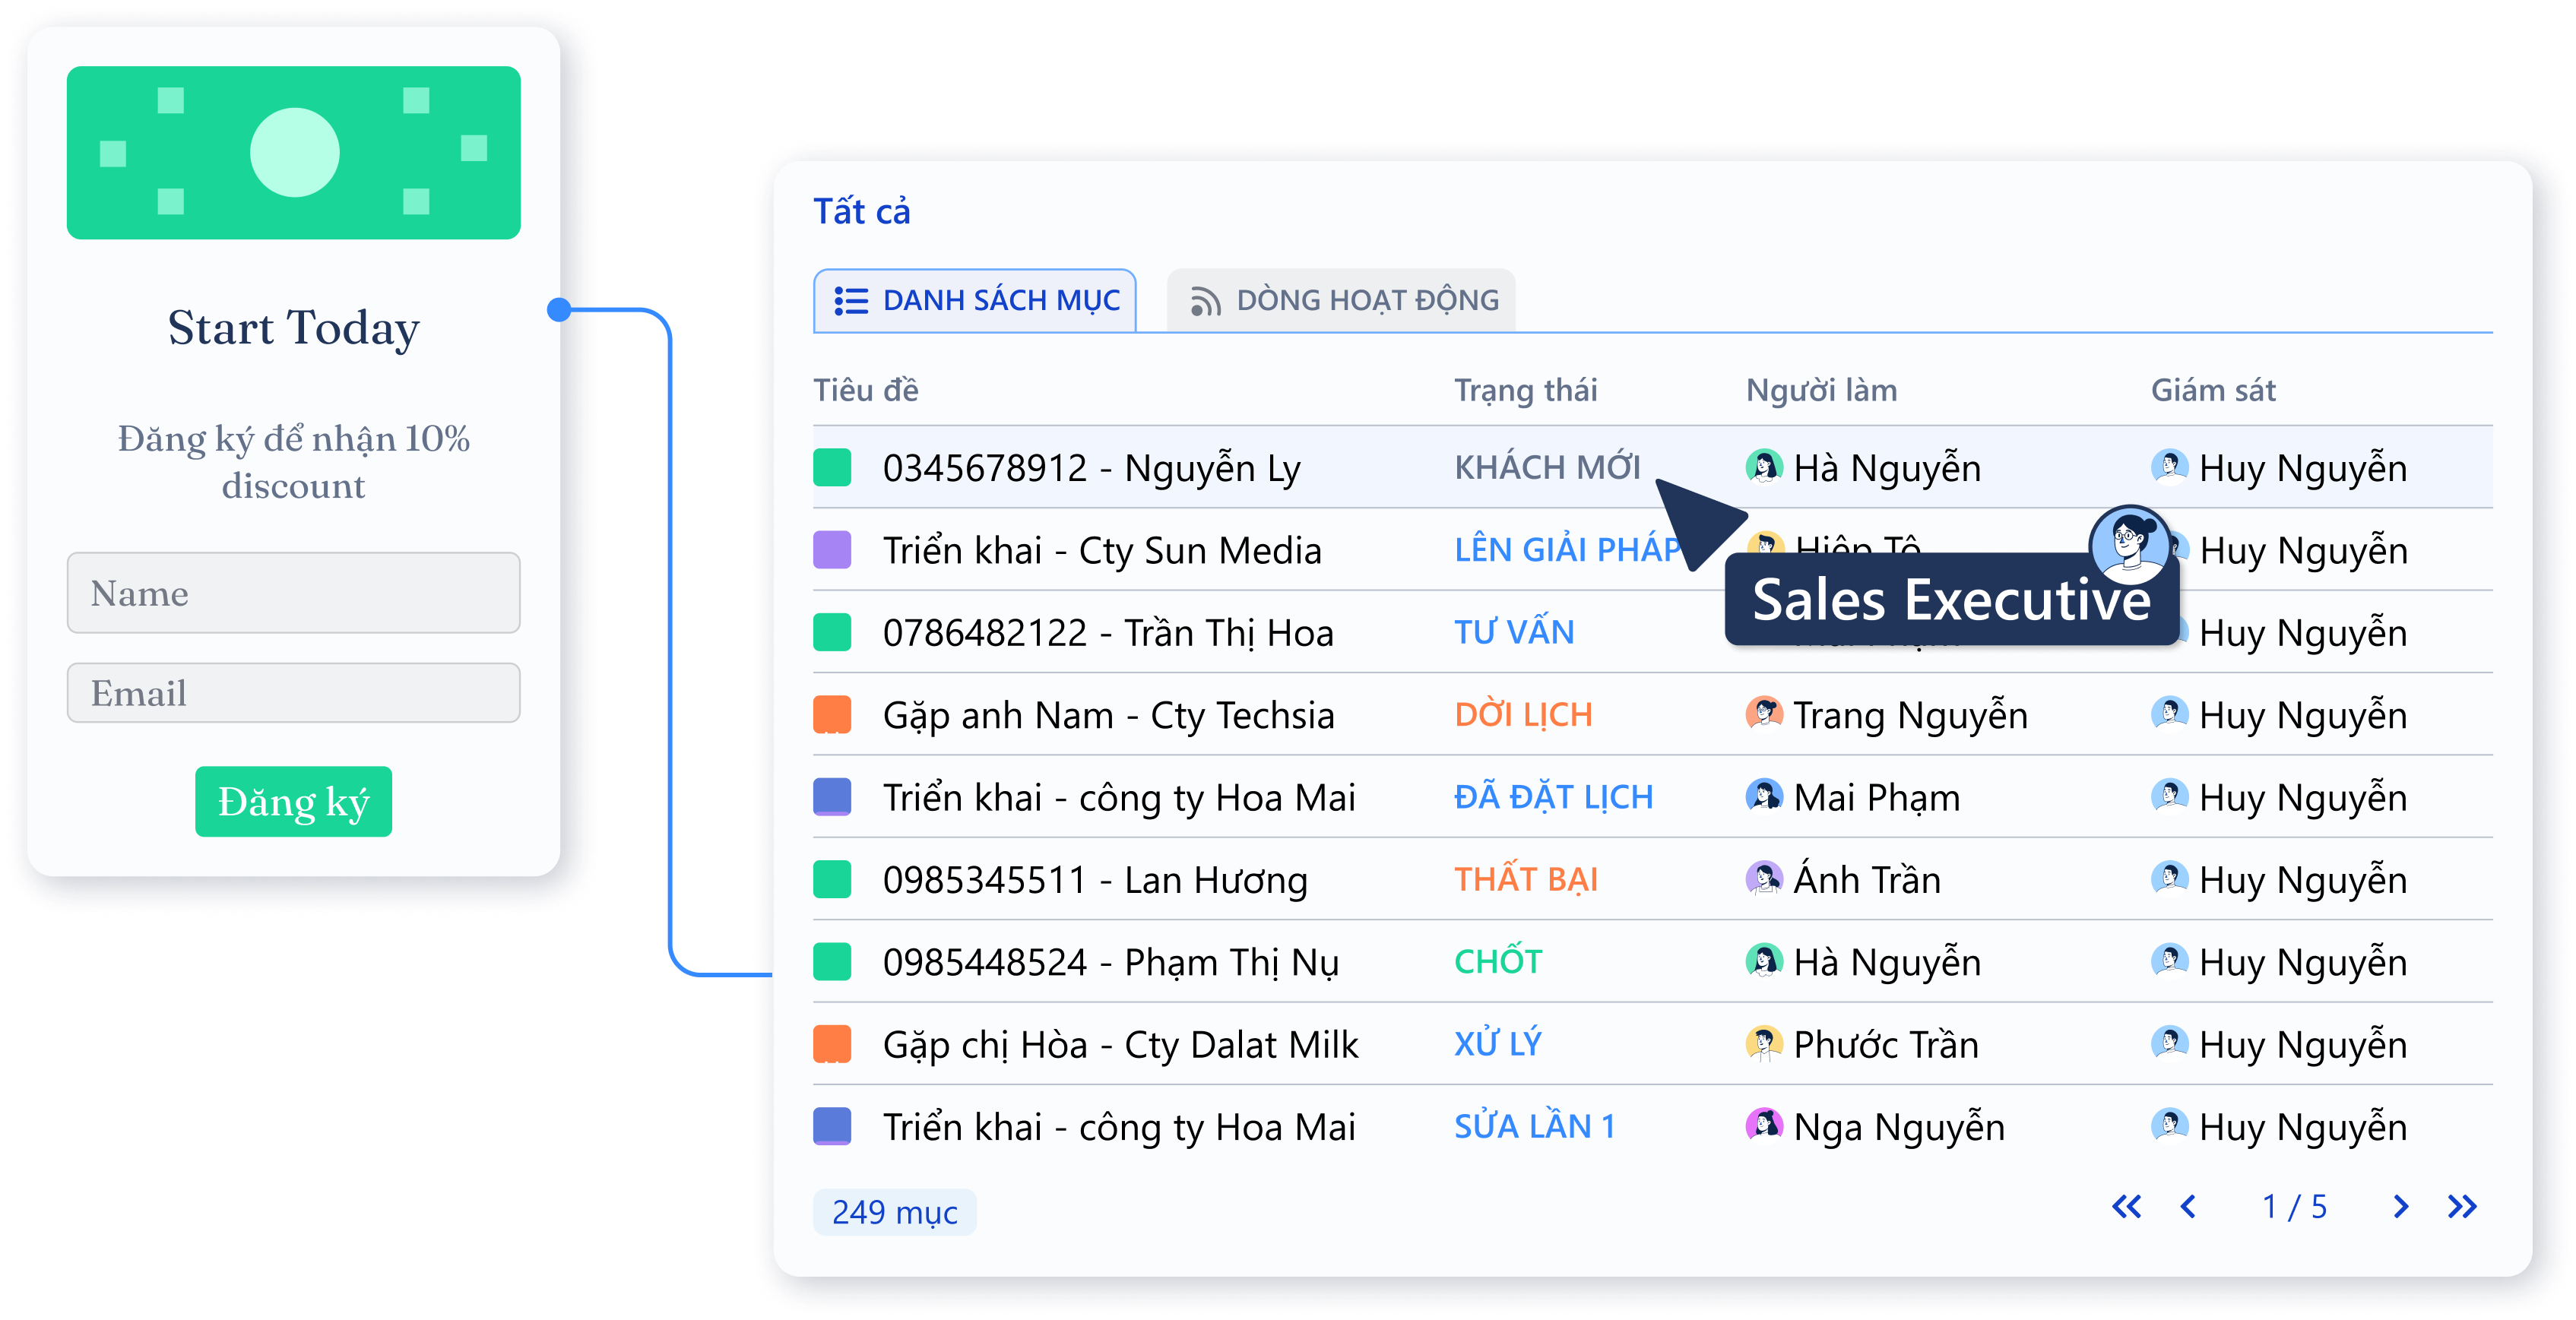 Start Today
Đăng ký để nhận 10%
discount
Name
Email
Đăng ký
Tất cả
DANH SÁCH MỤC DÒNG HOẠT ĐỘNG
Tiêu đề Trạng thái Người làm Giám sát
0345678912 - Nguyễn Ly KHÁCH MỚI Hà Nguyễn Huy Nguyễn
Triển khai - Cty Sun Media LÊN GIẢI PHÁP Hiệp Tô Huy Nguyễn
Sales Executive
0786482122 - Trần Thị Hoa TƯ VẤN Huy Nguyễn
Gặp anh Nam - Cty Techsia DỜI LỊCH Trang Nguyễn Huy Nguyễn
Triển khai - công ty Hoa Mai ĐÃ ĐẶT LỊCH Mai Phạm Huy Nguyễn
0985345511 - Lan Hương THẤT BẠI Ánh Trần Huy Nguyễn
0985448524 - Phạm Thị Nụ CHỐT Hà Nguyễn Huy Nguyễn
Gặp chị Hòa - Cty Dalat Milk XỬ LÝ Phước Trần Huy Nguyễn
Triển khai - công ty Hoa Mai SỬA LẦN 1 Nga Nguyễn Huy Nguyễn
249 mục 1 / 5